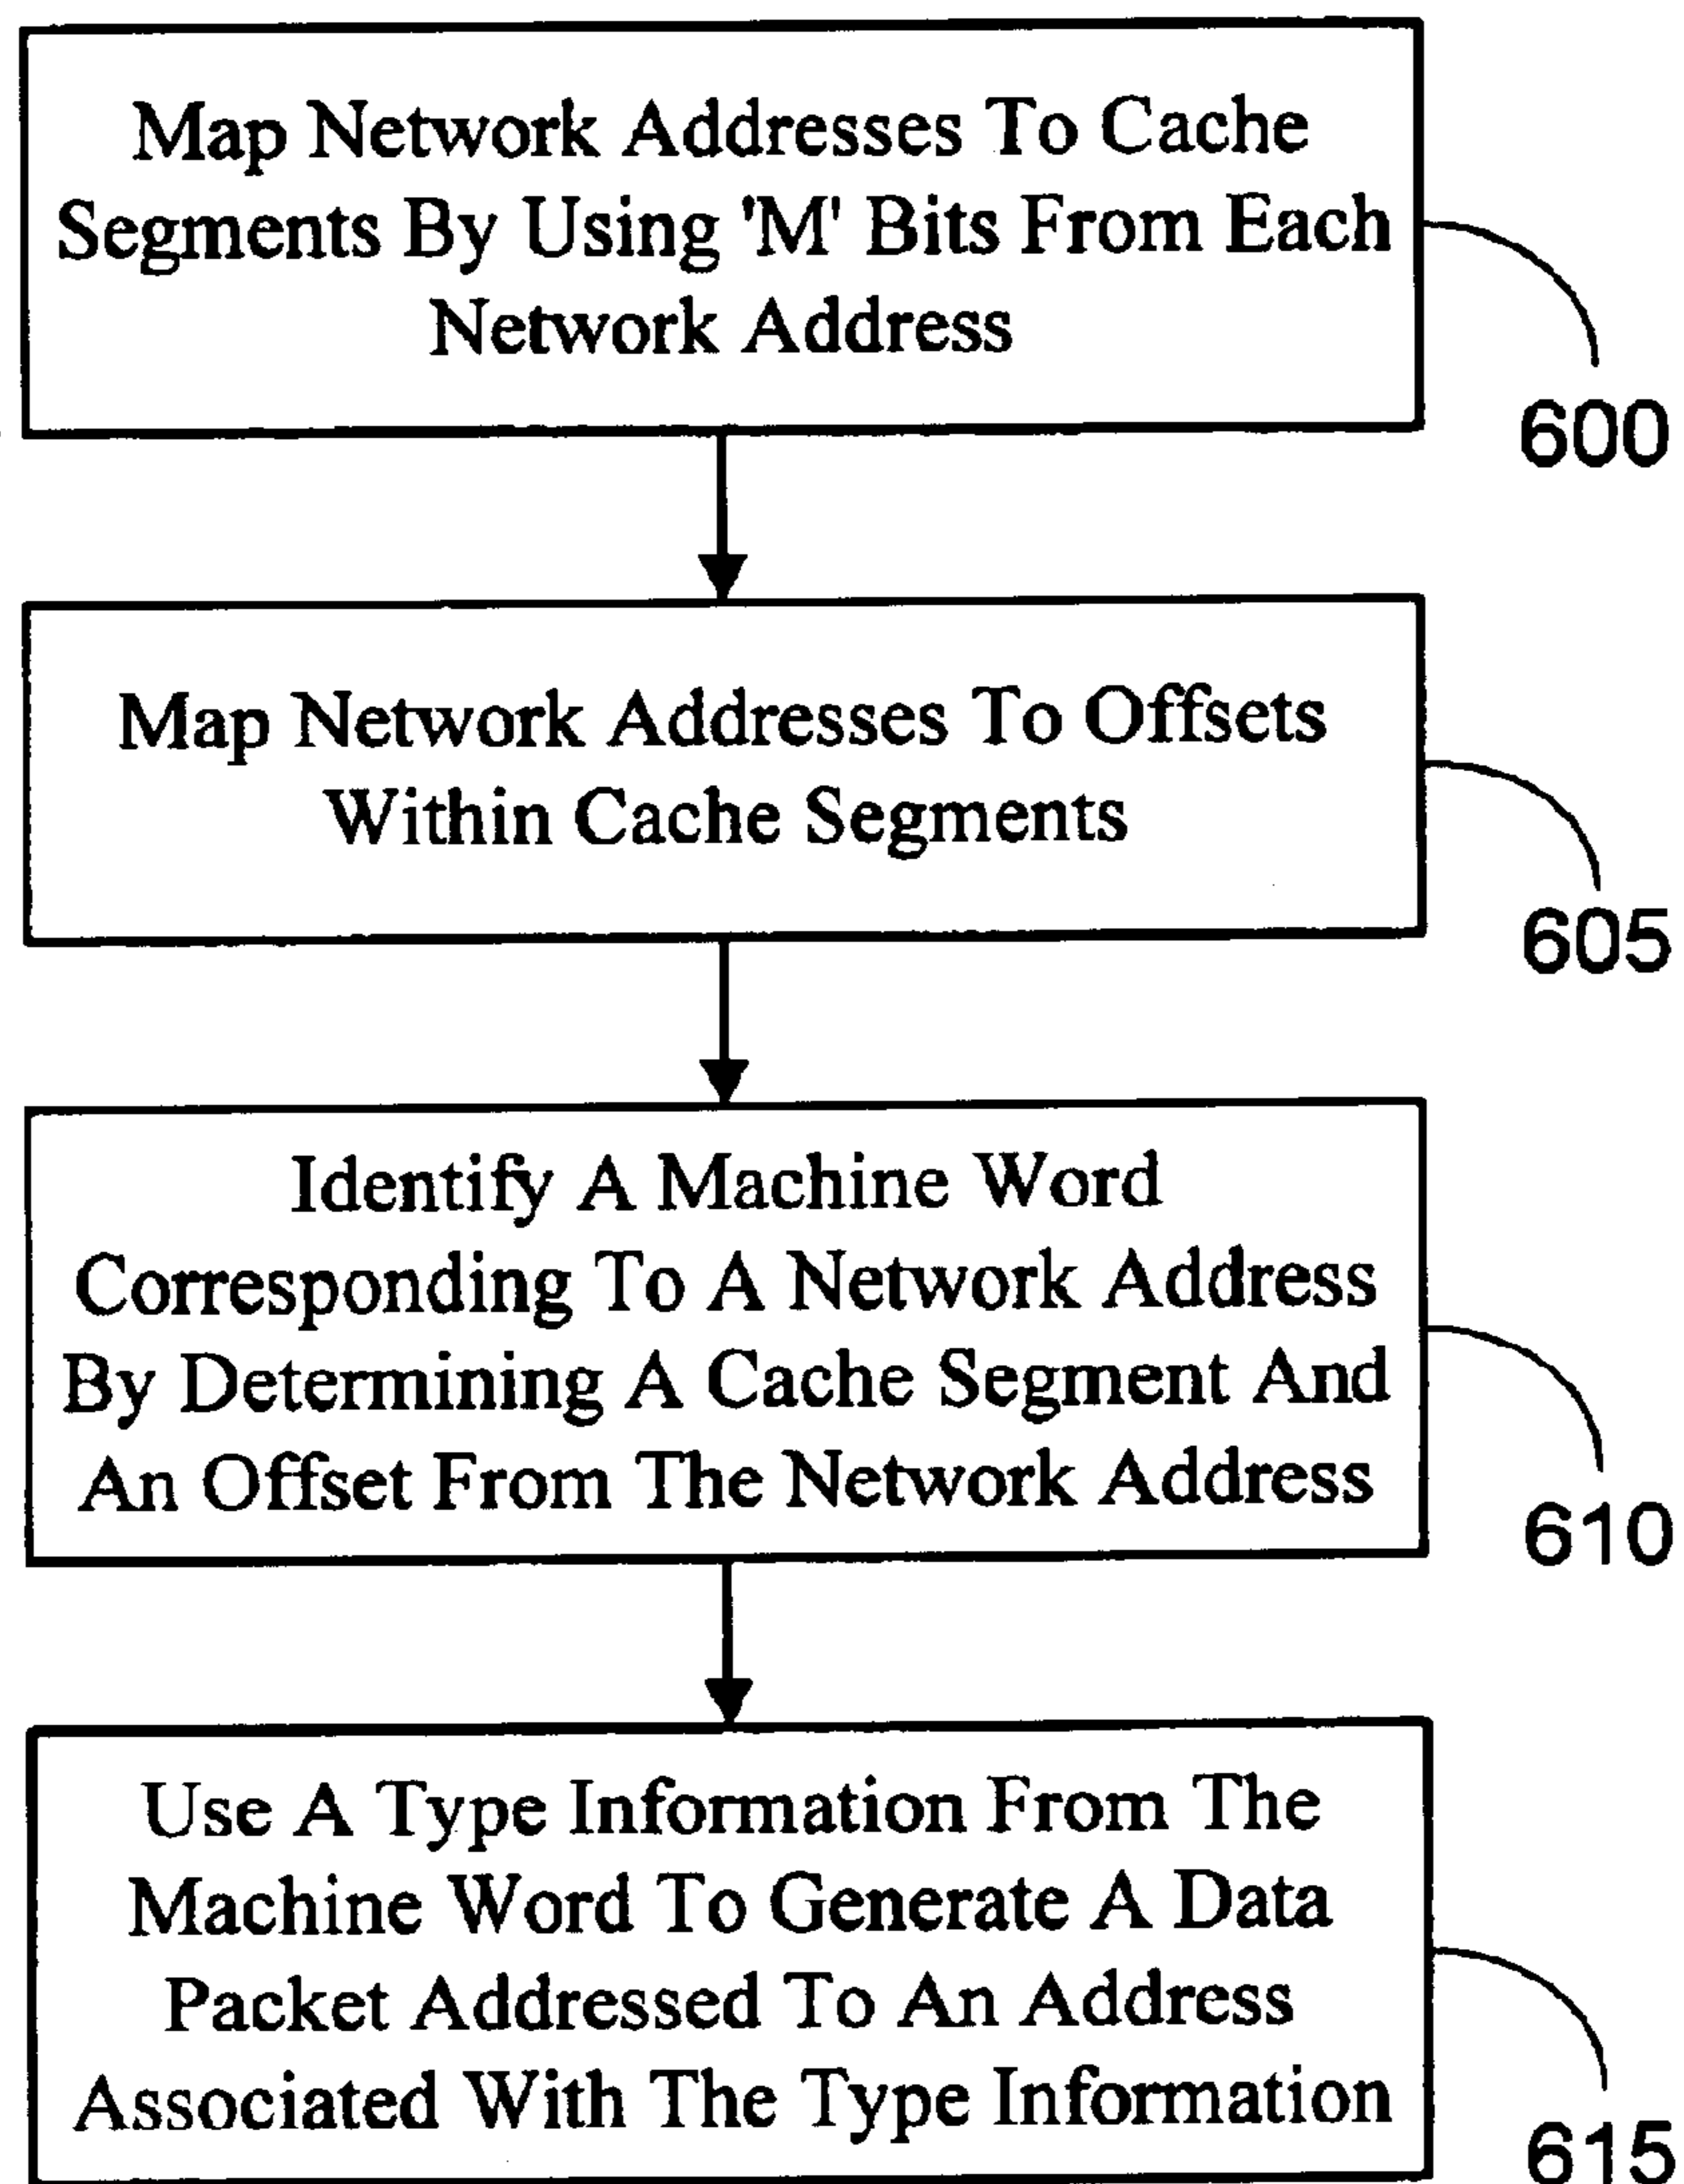 Map Network Addresses To Cache
Segments By Using 'M' Bits From Each
Network Address
600
Map Network Addresses To Offsets
Within Cache Segments
605
Identify A Machine Word
Corresponding To A Network Address
By Determining A Cache Segment And
An Offset From The Network Address
610
Use A Type Information From The
Machine Word To Generate A Data
Packet Addressed To An Address
Associated With The Type Information
615